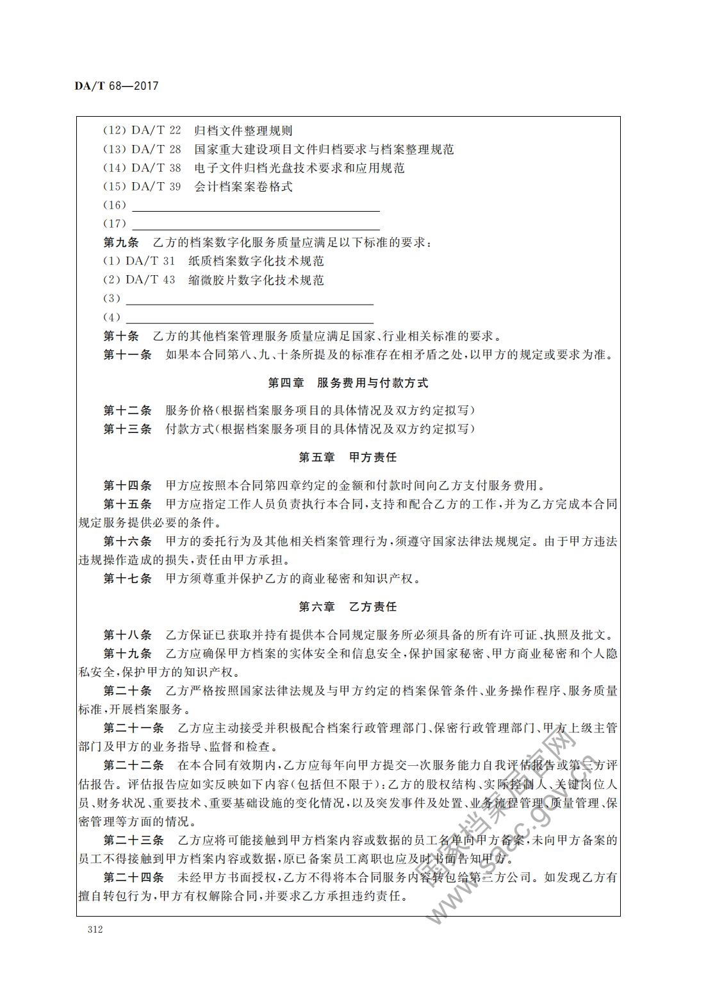 DA/T 68—2017
(12) DA/T 22 归档文件整理规则
(13) DA/T 28 国家重大建设项目文件归档要求与档案整理规范
(14) DA/T 38 电子文件归档光盘技术要求和应用规范
(15) DA/T 39 会计档案案卷格式
(16)
(17)
第九条 乙方的档案数字化服务质量应满足以下标准的要求:
(1) DA/T 31 纸质档案数字化技术规范
(2) DA/T 43 缩微胶片数字化技术规范
(3)
(4)
第十条 乙方的其他档案管理服务质量应满足国家、行业相关标准的要求。
第十一条 如果本合同第八、九、十条所提及的标准存在相矛盾之处,以甲方的规定或要求为准。
第四章 服务费用与付款方式
第十二条 服务价格(根据档案服务项目的具体情况及双方约定拟写)
第十三条 付款方式(根据档案服务项目的具体情况及双方约定拟写)
第五章 甲方责任
第十四条 甲方应按照本合同第四章约定的金额和付款时间向乙方支付服务费用。
第十五条 甲方应指定工作人员负责执行本合同,支持和配合乙方的工作,并为乙方完成本合同
规定服务提供必要的条件。
第十六条 甲方的委托行为及其他相关档案管理行为,须遵守国家法律法规规定。由于甲方违法
违规操作造成的损失,责任由甲方承担。
第十七条 甲方须尊重并保护乙方的商业秘密和知识产权。
第六章 乙方责任
第十八条 乙方保证已获取并持有提供本合同规定服务所必须具备的所有许可证、执照及批文。
第十九条 乙方应确保甲方档案的实体安全和信息安全,保护国家秘密、甲方商业秘密和个人隐
私安全,保护甲方的知识产权。
第二十条 乙方严格按照国家法律法规及与甲方约定的档案保管条件、业务操作程序、服务质量
标准,开展档案服务。
第二十一条 乙方应主动接受并积极配合档案行政管理部门、保密行政管理部门、甲方上级主管
部门及甲方的业务指导、监督和检查。
第二十二条 在本合同有效期内,乙方应每年向甲方提交一次服务能力自我评估报告或第三方评
估报告。评估报告应如实反映如下内容(包括但不限于):乙方的股权结构、实际控制人、关键岗位人
员、财务状况、重要技术、重要基础设施的变化情况,以及突发事件及处置、业务流程管理、质量管理、保
密管理等方面的情况。
第二十三条 乙方应将可能接触到甲方档案内容或数据的员工名单向甲方备案,未向甲方备案的
员工不得接触到甲方档案内容或数据,原已备案员工离职也应及时书面告知甲方。
第二十四条 未经甲方书面授权,乙方不得将本合同服务内容转包给第三方公司。如发现乙方有
擅自转包行为,甲方有权解除合同,并要求乙方承担违约责任。
国家档案局官网
www.saac.gov.cn
312